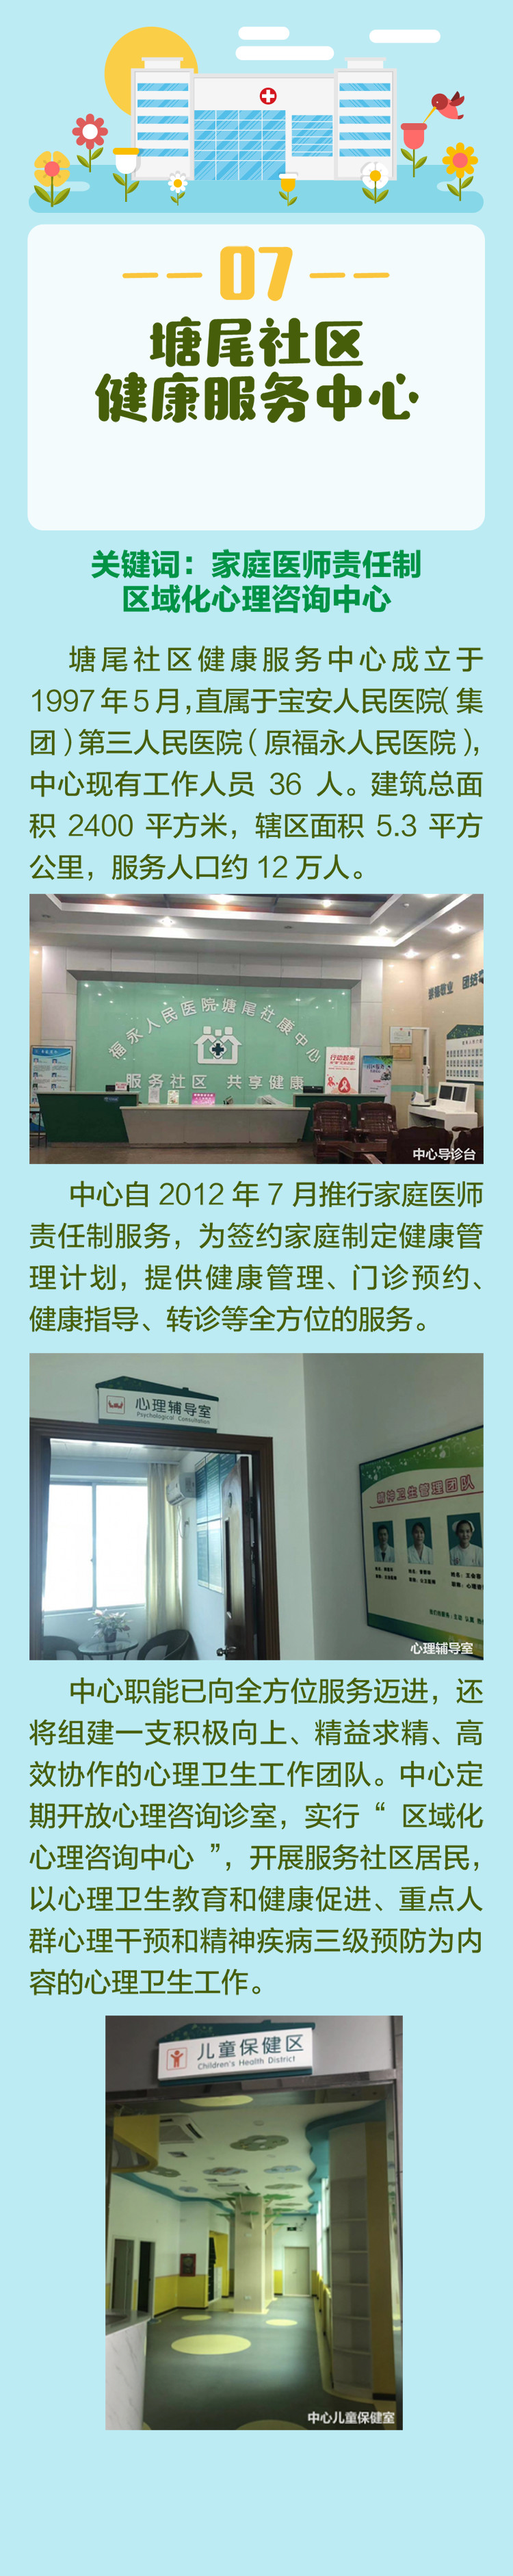 07
塘尾社区
健康服务中心
关键词：家庭医师责任制
区域化心理咨询中心
塘尾社区健康服务中心成立于
1997年5月，直属于宝安人民医院（集
团）第三人民医院（原福永人民医院），
中心现有工作人员 36 人。建筑总面
积 2400 平方米，辖区面积 5.3 平方
公里，服务人口约 12 万人。
福永人民医院·塘尾社康中心
服务社区 共享健康
行动起来
团结
中心导诊台
中心自 2012 年 7 月推行家庭医师
责任制服务，为签约家庭制定健康管
理计划，提供健康管理、门诊预约、
健康指导、转诊等全方位的服务。
心理辅导室
Psychological Consultation
精神卫生管理团队
心理辅导室
中心职能已向全方位服务迈进，还
将组建一支积极向上、精益求精、高
效协作的心理卫生工作团队。中心定
期开放心理咨询诊室，实行“ 区域化
心理咨询中心 ”，开展服务社区居民，
以心理卫生教育和健康促进、重点人
群心理干预和精神疾病三级预防为内
容的心理卫生工作。
儿童保健区
Children's Health District
中心儿童保健室